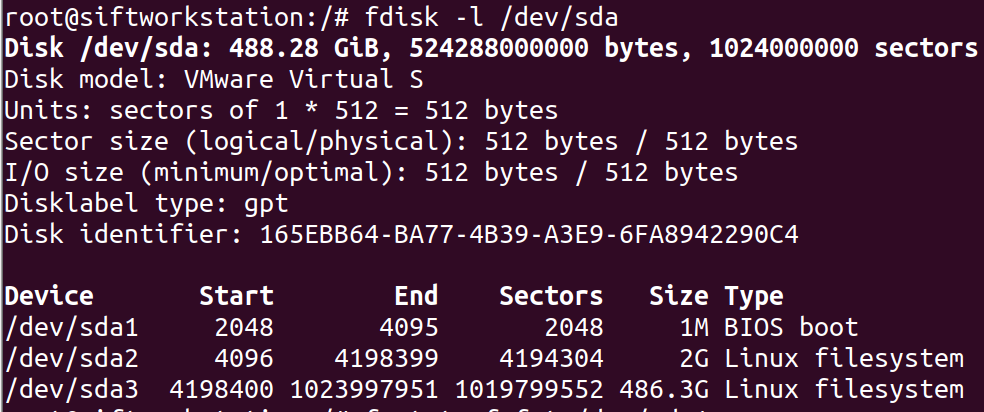 root@siftworkstation:/# fdisk -l /dev/sda
Disk /dev/sda: 488.28 GiB, 524288000000 bytes, 1024000000 sectors
Disk model: VMware Virtual S
Units: sectors of 1 * 512 = 512 bytes
Sector size (logical/physical): 512 bytes / 512 bytes
I/O size (minimum/optimal): 512 bytes / 512 bytes
Disklabel type: gpt
Disk identifier: 165EBB64-BA77-4B39-A3E9-6FA8942290C4
Device Start End Sectors Size Type
/dev/sda1 2048 4095 2048 1M BIOS boot
/dev/sda2 4096 4198399 4194304 2G Linux filesystem
/dev/sda3 4198400 1023997951 1019799552 486.3G Linux filesystem